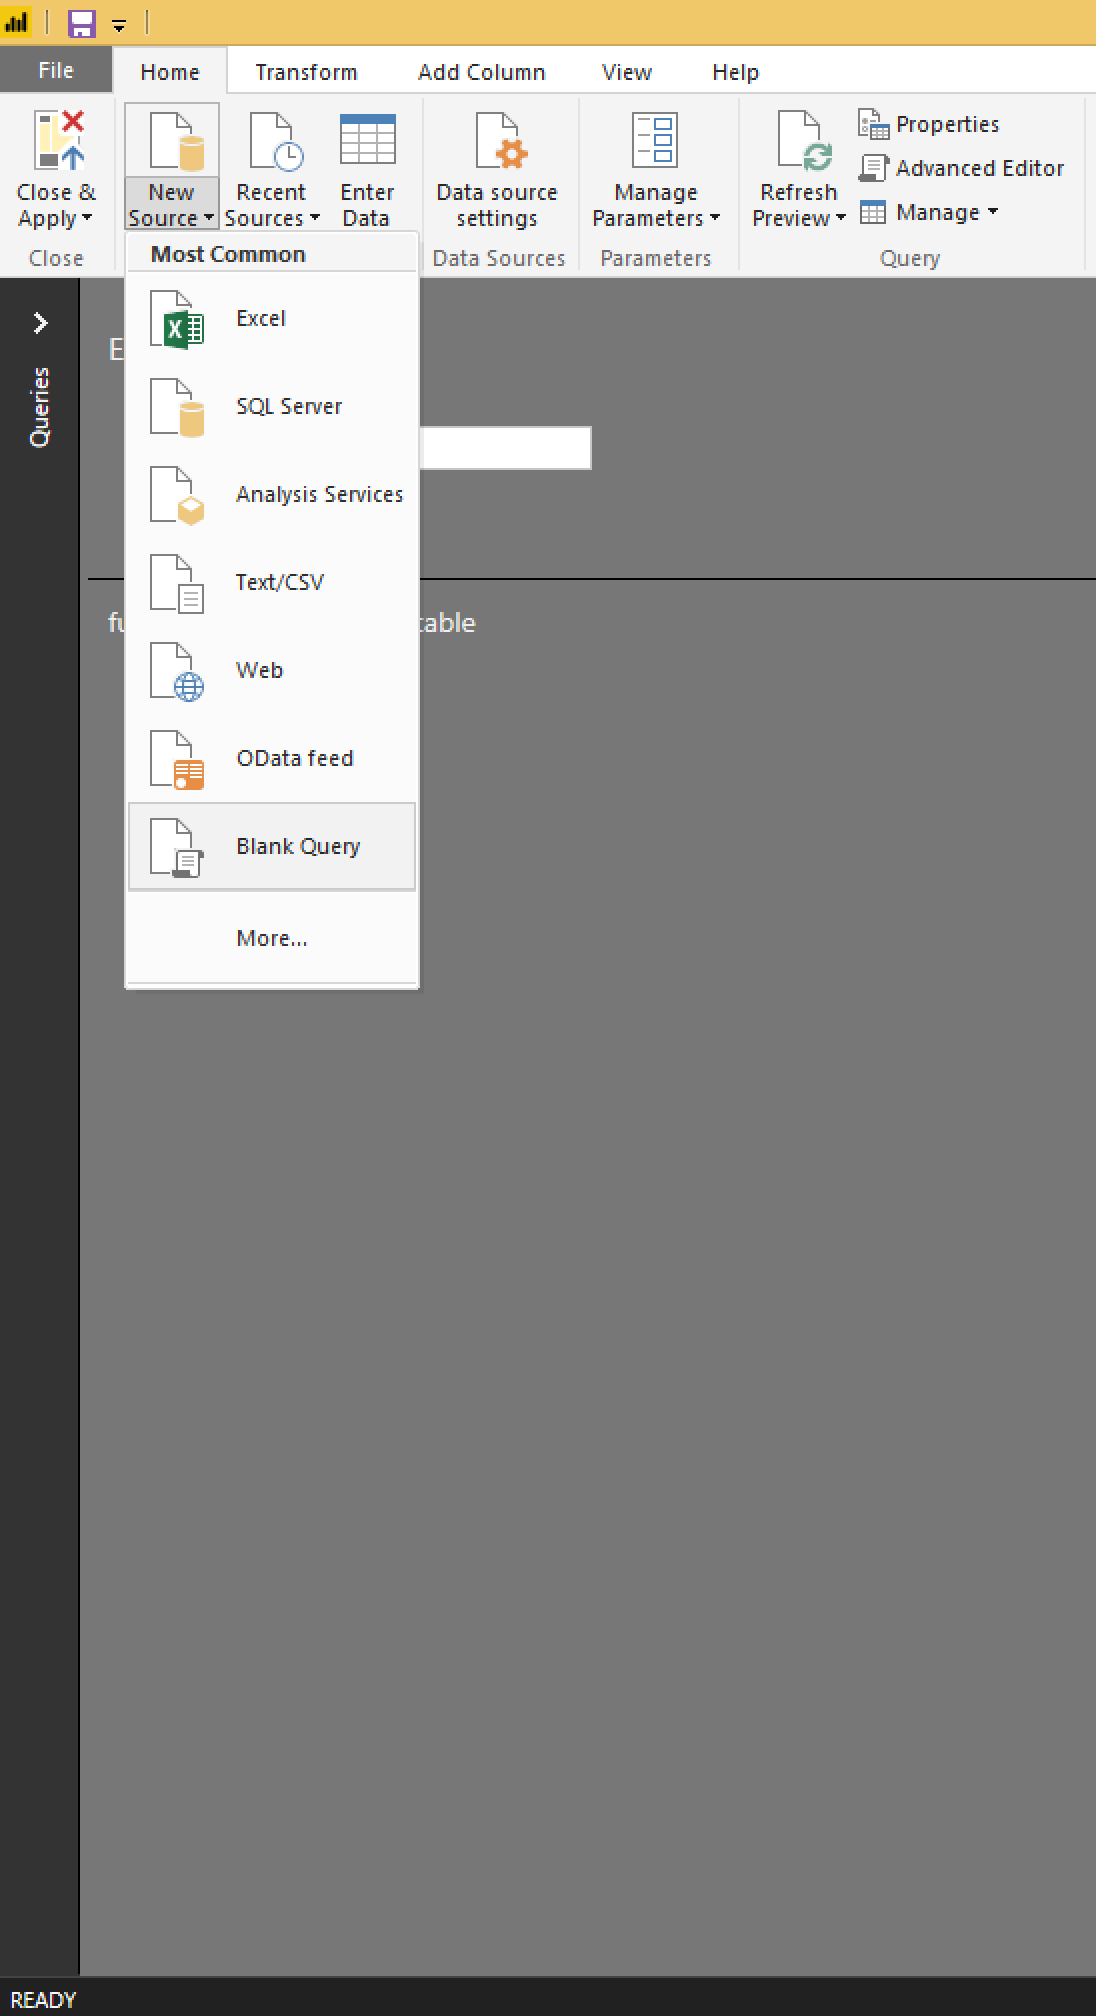 File
Home
Transform
Add Column
View
Help
Close &
Apply
New
Source
Recent
Sources
Enter
Data
Data source
settings
Manage
Parameters
Refresh
Preview
Properties
Advanced Editor
Manage
Close
Data Sources
Parameters
Query
Most Common
Excel
SQL Server
Analysis Services
Text/CSV
Web
OData feed
Blank Query
More...
Queries
table
READY